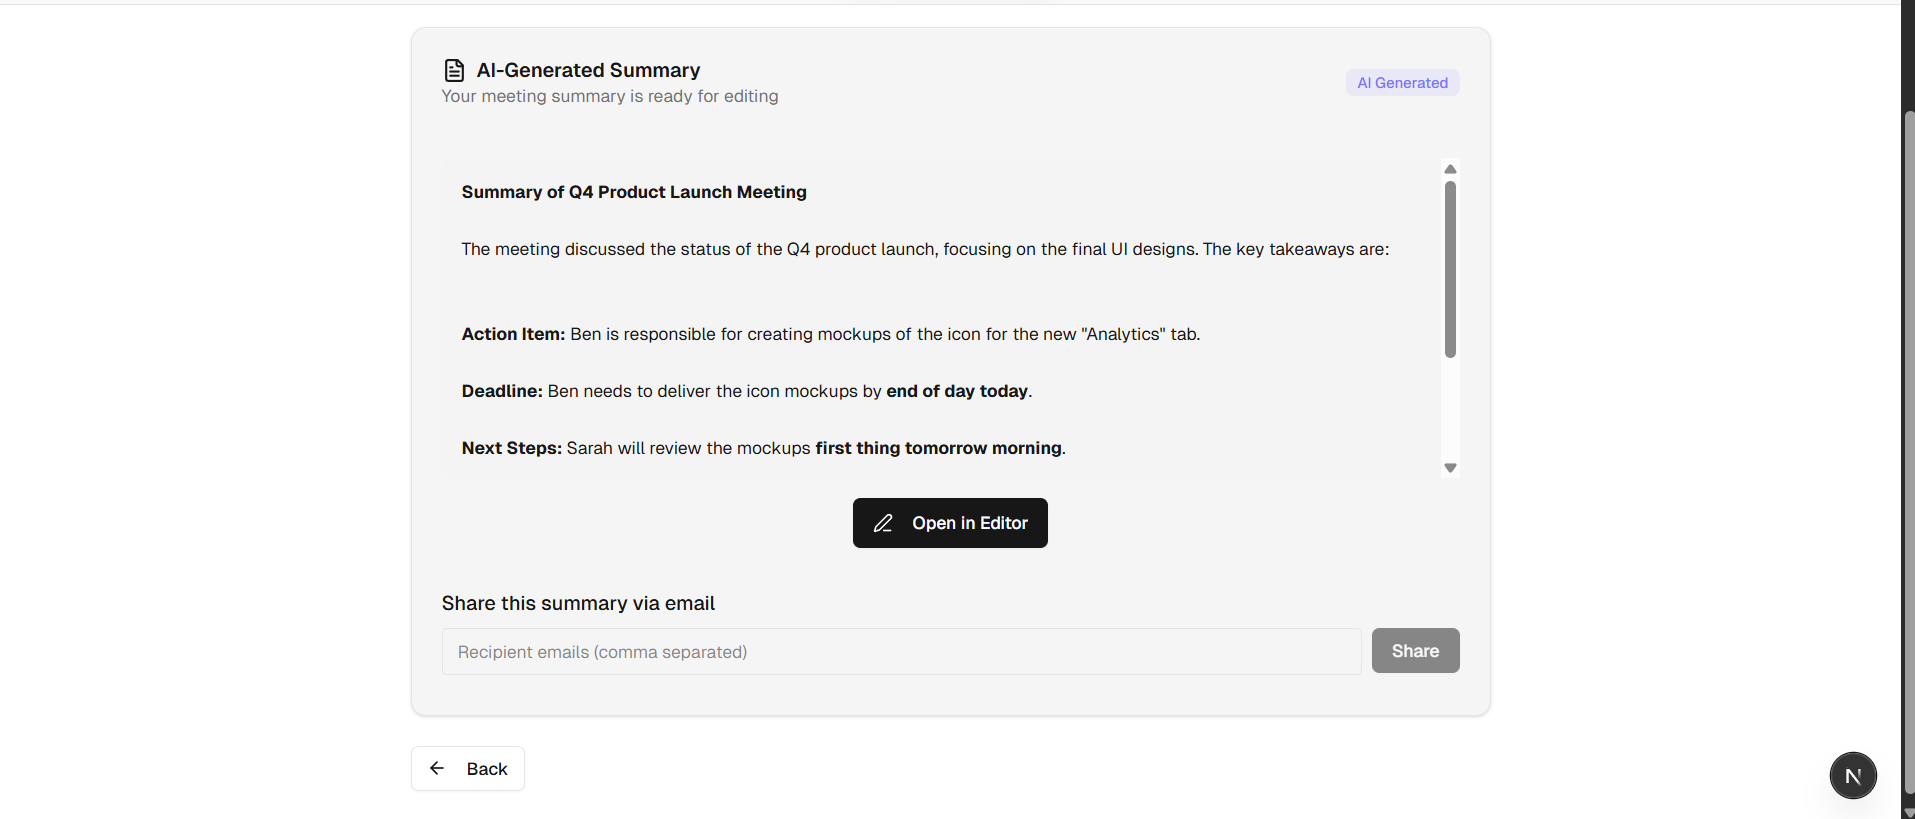 AI-Generated Summary
Your meeting summary is ready for editing
AI Generated
Summary of Q4 Product Launch Meeting
The meeting discussed the status of the Q4 product launch, focusing on the final UI designs. The key takeaways are:
Action Item: Ben is responsible for creating mockups of the icon for the new "Analytics" tab.
Deadline: Ben needs to deliver the icon mockups by end of day today.
Next Steps: Sarah will review the mockups first thing tomorrow morning.
Open in Editor
Share this summary via email
Recipient emails (comma separated)
Share
Back
N